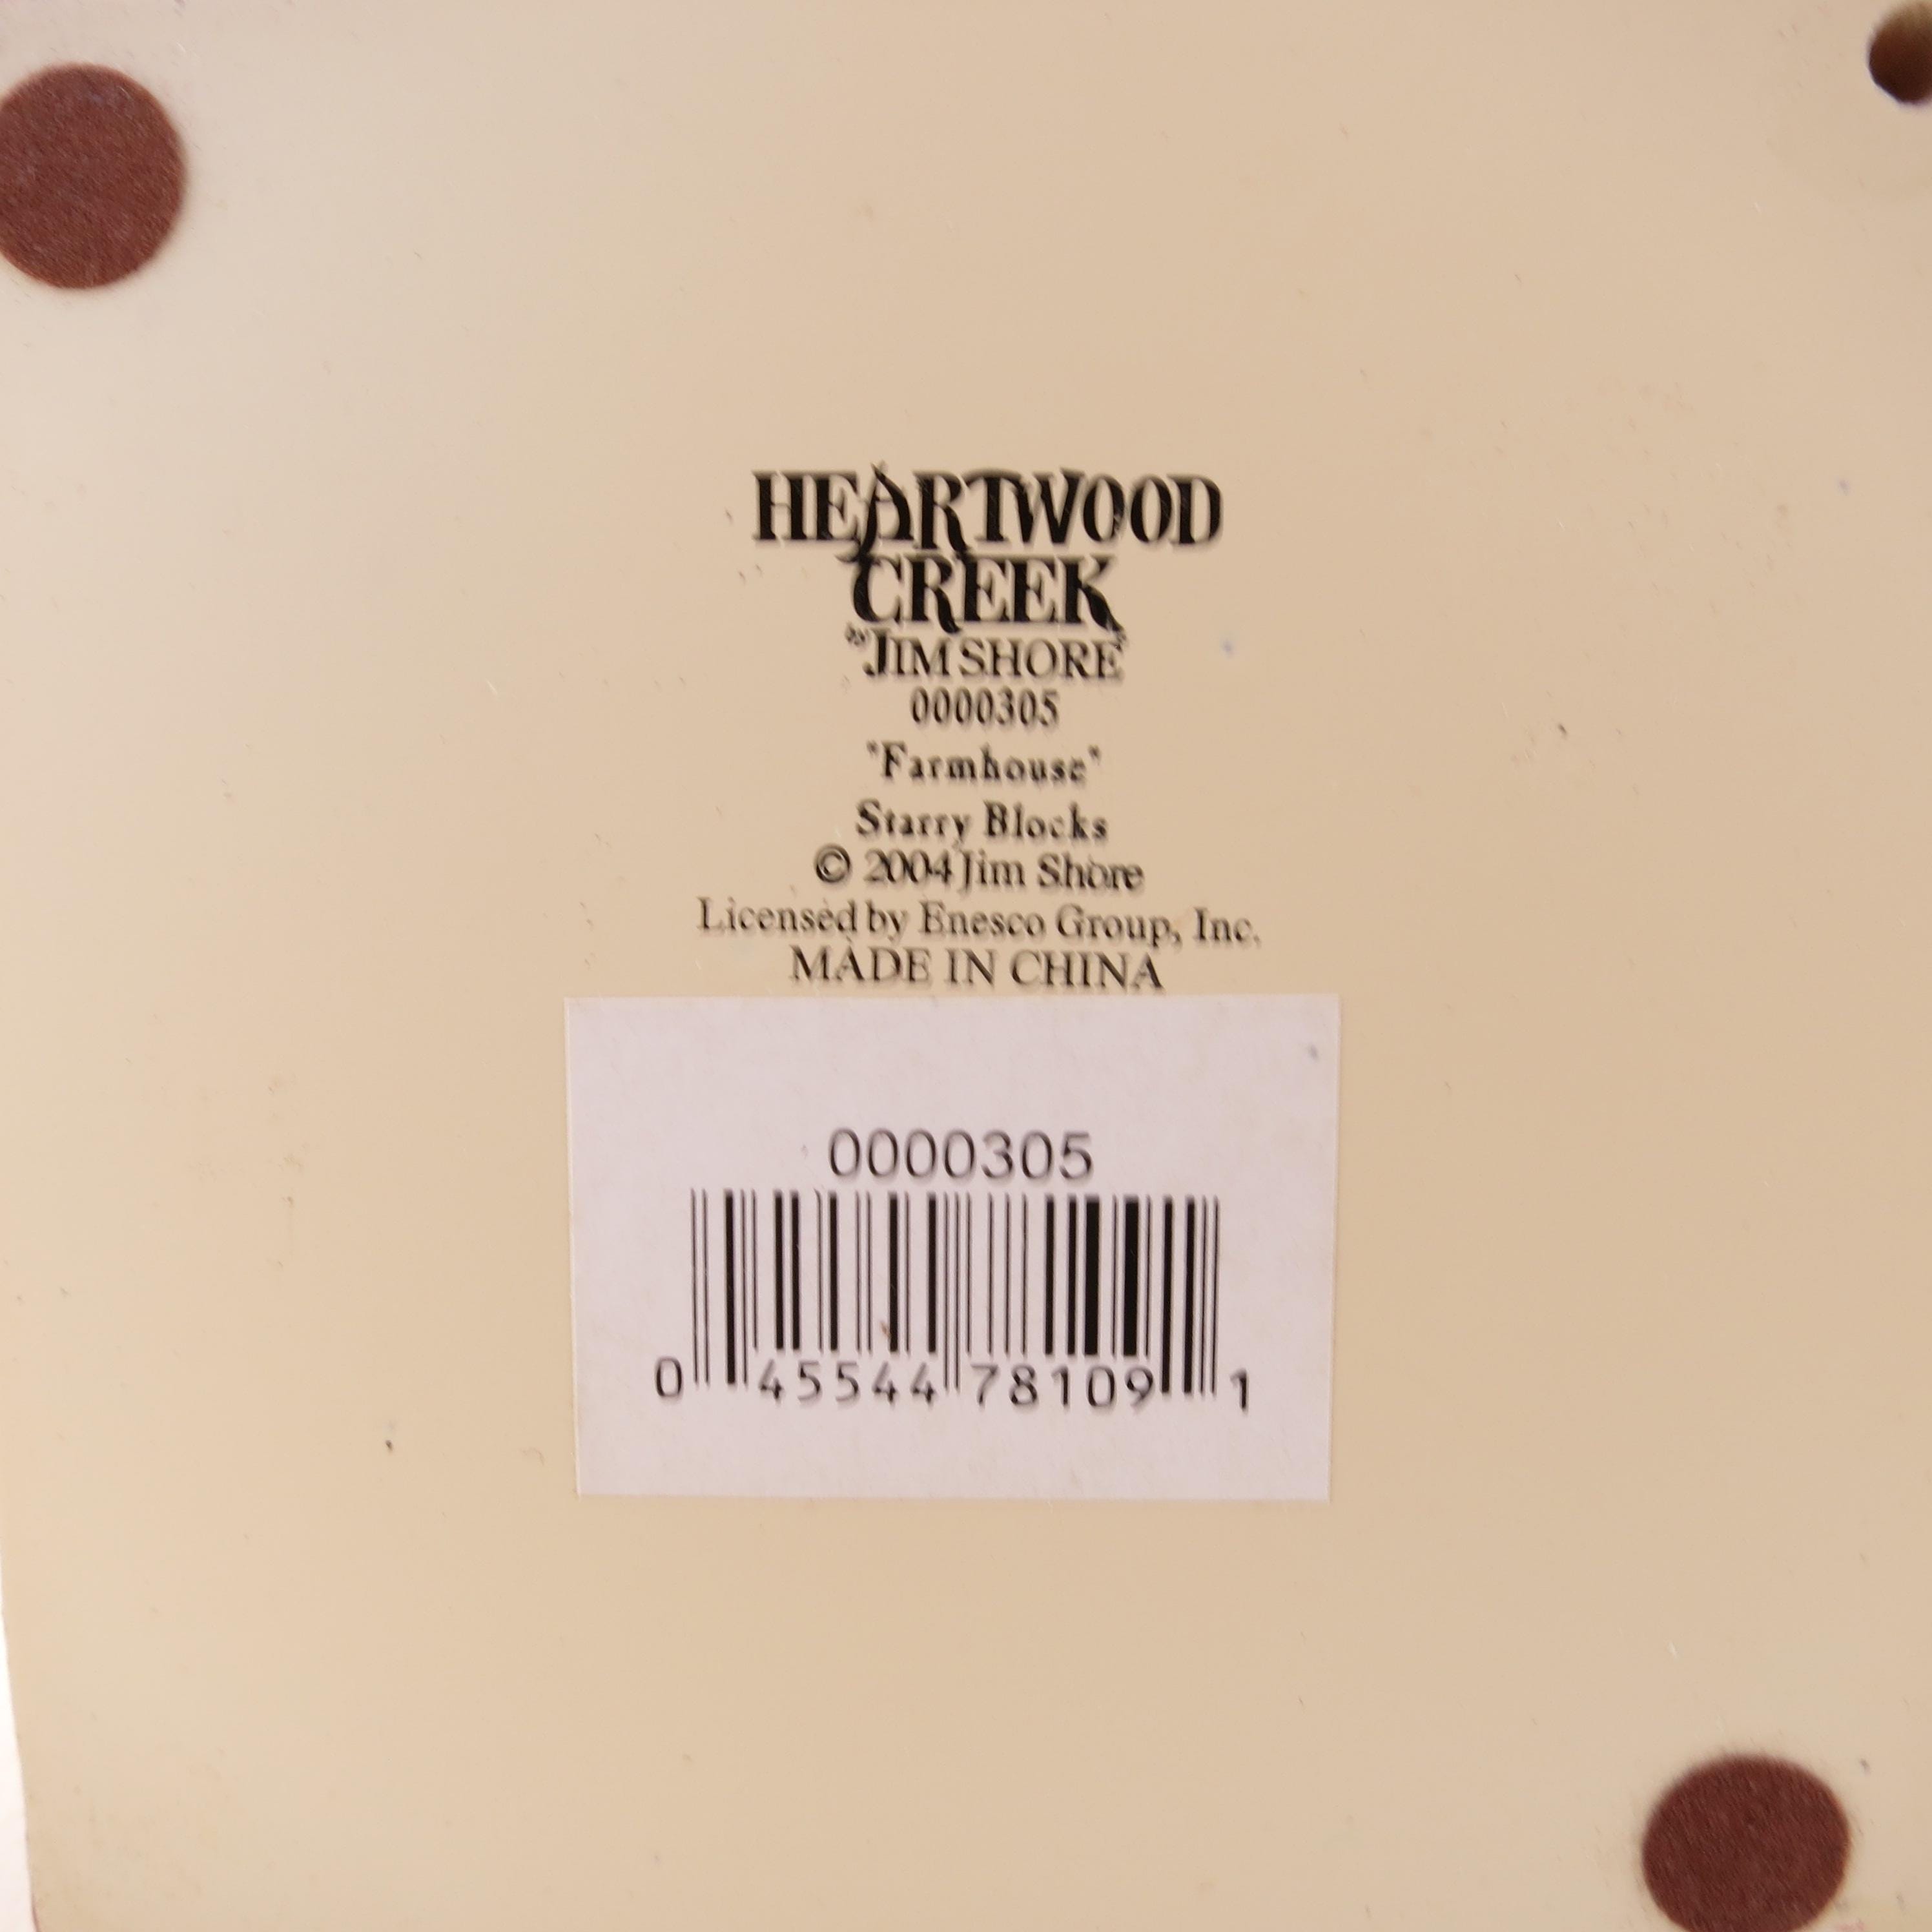 HEARTWOOD
CREEK
by JIM SHORE
0000305
"Farmhouse"
Starry Blocks
© 2004 Jim Shore
Licensed by Enesco Group, Inc.
MADE IN CHINA
0000305
0 45544 78109 1